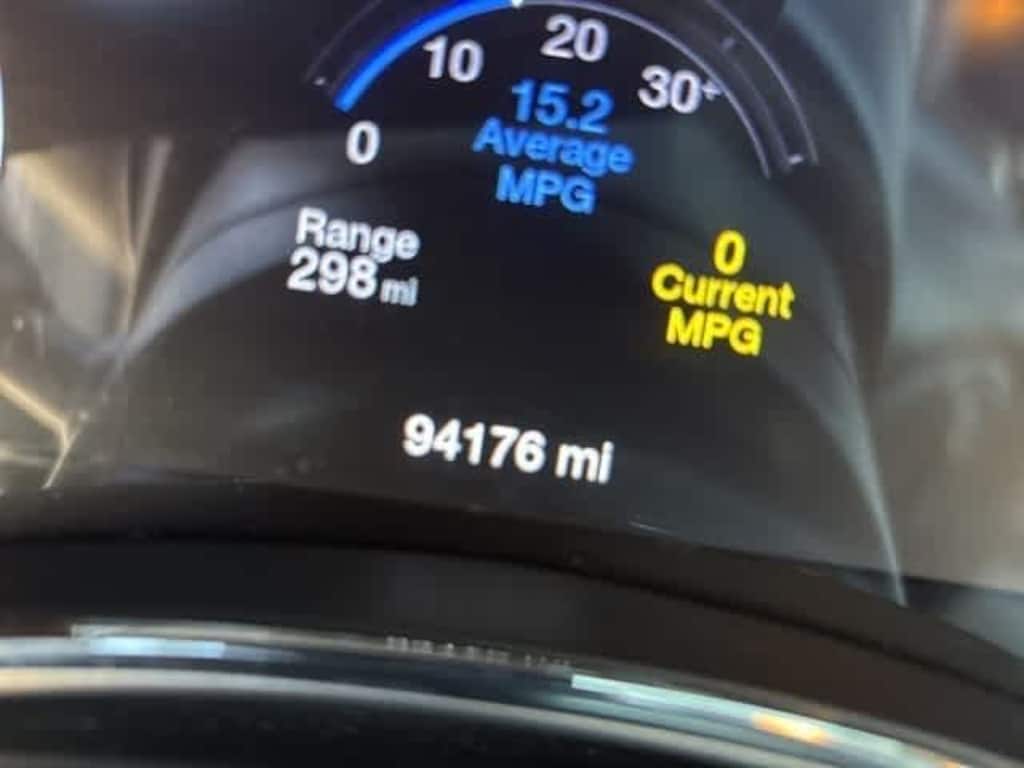 0 10 20 30+
15.2
Average
MPG
Range
298 mi
0
Current
MPG
94176 mi